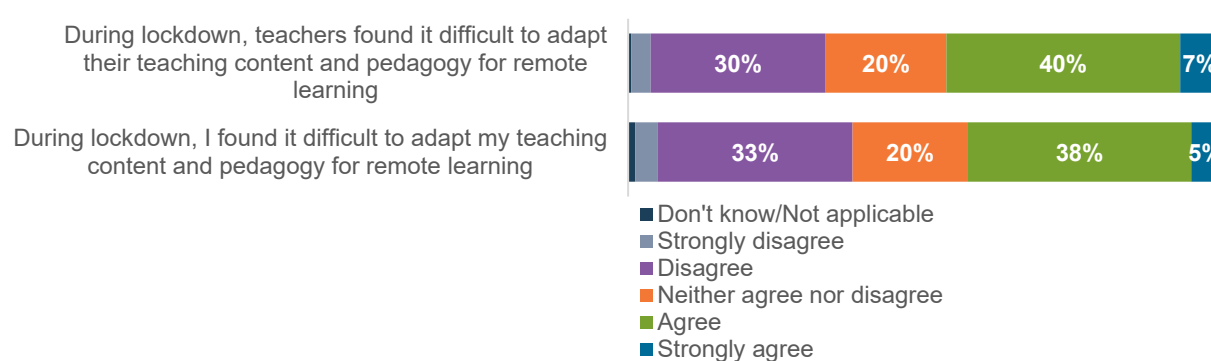 During lockdown, teachers found it difficult to adapt
their teaching content and pedagogy for remote
learning
30% 20% 40% 7%
During lockdown, I found it difficult to adapt my teaching
content and pedagogy for remote learning
33% 20% 38% 5%
Don't know/Not applicable
Strongly disagree
Disagree
Neither agree nor disagree
Agree
Strongly agree